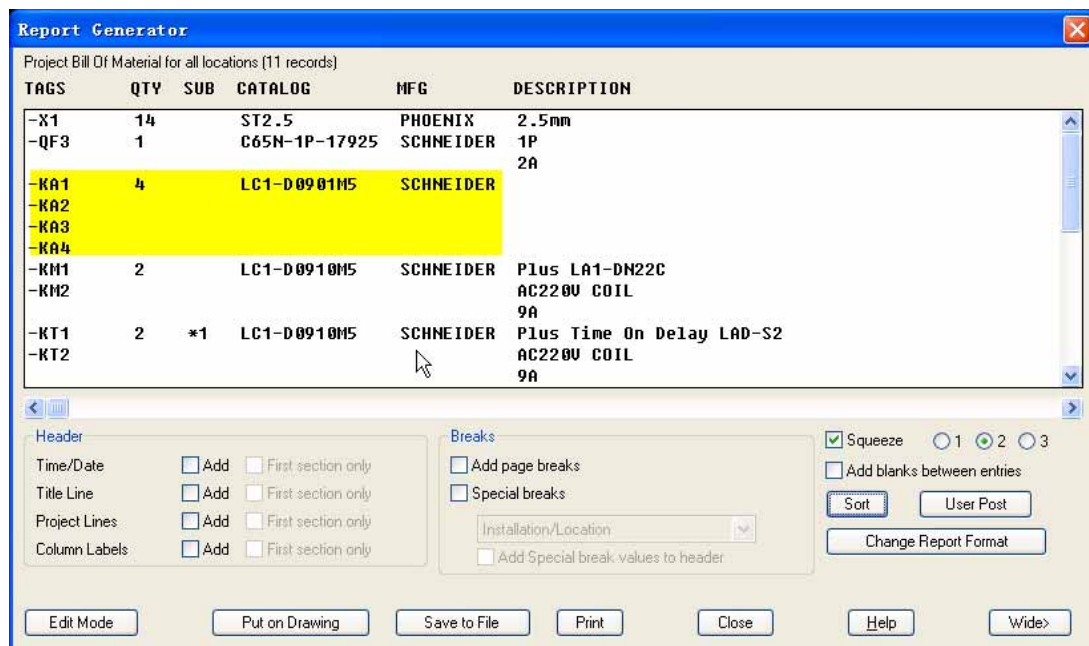 Report Generator
Project Bill Of Material for all locations (11 records)
TAGS QTY SUB CATALOG MFG DESCRIPTION
-X1 14 ST2.5 PHOENIX 2.5mm
-QF3 1 C65N-1P-17925 SCHNEIDER 1P
2A
-KA1 4 LC1-D0901M5 SCHNEIDER
-KA2
-KA3
-KA4
-KM1 2 LC1-D0910M5 SCHNEIDER Plus LA1-DN22C
-KM2 AC220V COIL
9A
-KT1 2 *1 LC1-D0910M5 SCHNEIDER Plus Time On Delay LAD-S2
-KT2 AC220V COIL
9A
Header
Time/Date Add First section only
Title Line Add First section only
Project Lines Add First section only
Column Labels Add First section only
Breaks
Add page breaks
Special breaks
Installation/Location
Add Special break values to header
Squeeze 1 2 3
Add blanks between entries
Sort User Post
Change Report Format
Edit Mode Put on Drawing Save to File Print Close Help Wide>